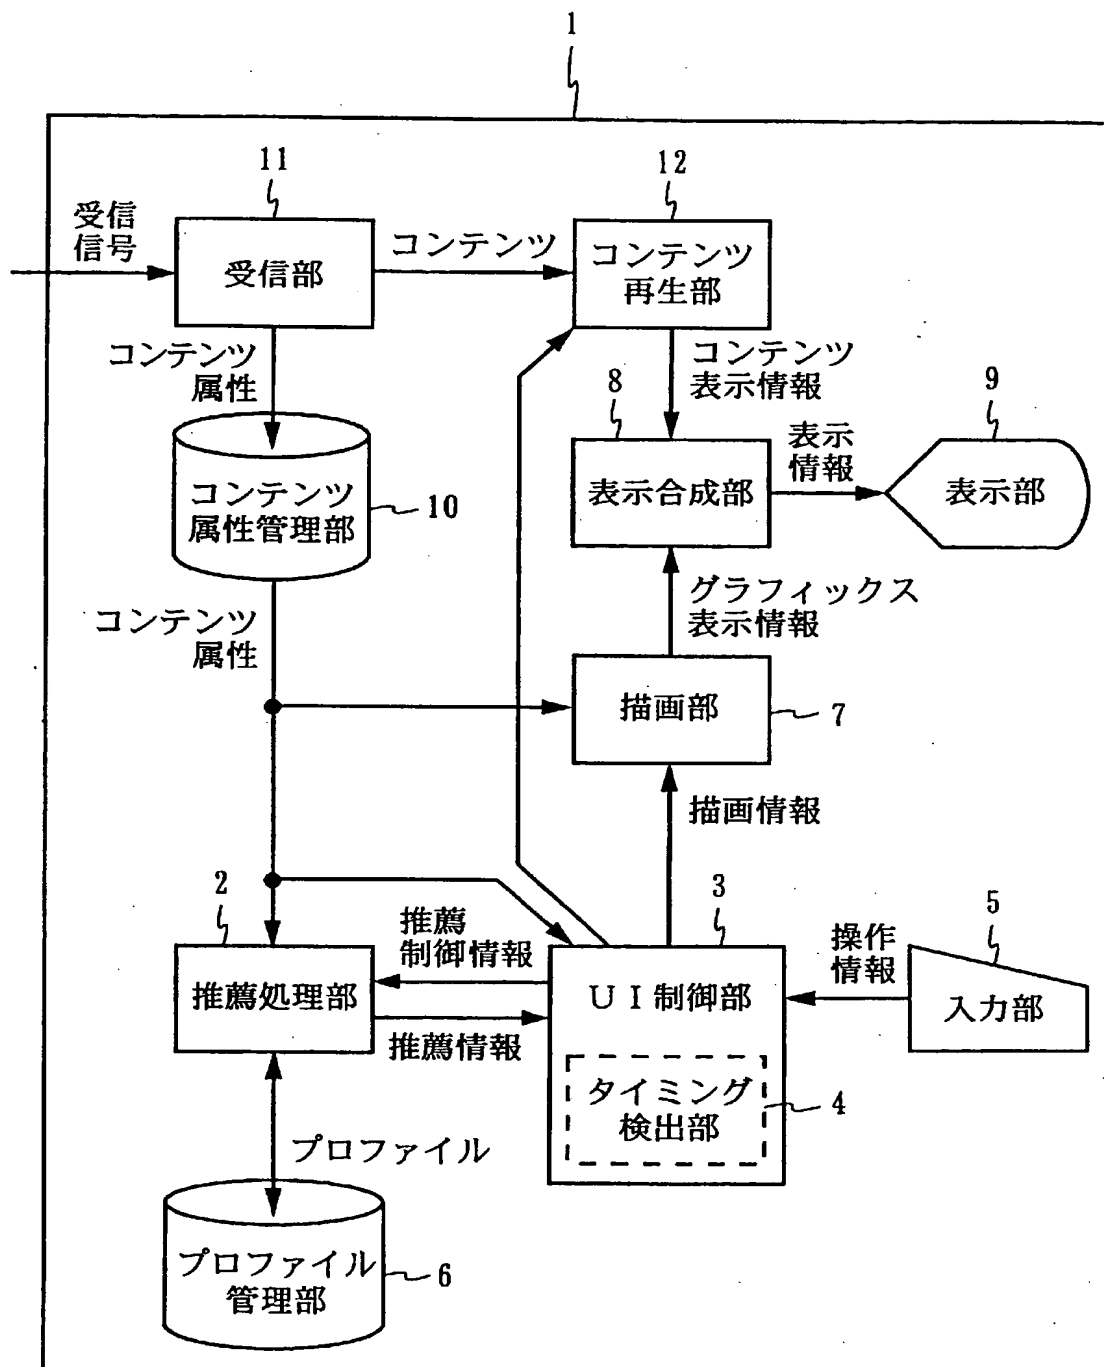 1
11
12
受信
信号
受信部
コンテンツ
コンテンツ
再生部
コンテンツ
属性
コンテンツ
表示情報
8
9
表示
情報
コンテンツ
属性管理部
10
表示合成部
表示部
コンテンツ
属性
グラフィックス
表示情報
描画部
7
描画情報
2
推薦
制御情報
3
操作
情報
5
推薦処理部
UI制御部
入力部
推薦情報
タイミング
検出部
4
プロファイル
プロファイル
管理部
6